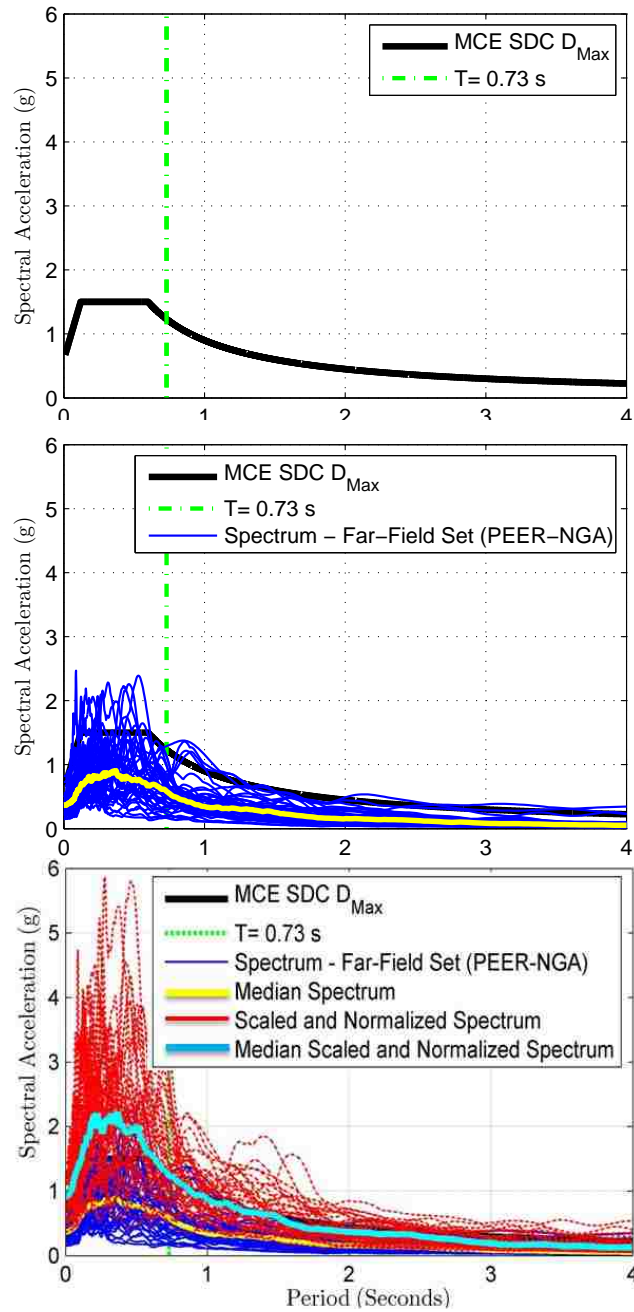 6
5
4
3
2
1
0
0 1 2 3 4
Spectral Acceleration (g)
MCE SDC D_Max
T= 0.73 s
6
5
4
3
2
1
0
0 1 2 3 4
Spectral Acceleration (g)
MCE SDC D_Max
T= 0.73 s
Spectrum − Far−Field Set (PEER−NGA)
6
5
4
3
2
1
0
0 1 2 3 4
Spectral Acceleration (g)
MCE SDC D_Max
T= 0.73 s
Spectrum - Far-Field Set (PEER-NGA)
Median Spectrum
Scaled and Normalized Spectrum
Median Scaled and Normalized Spectrum
Period (Seconds)